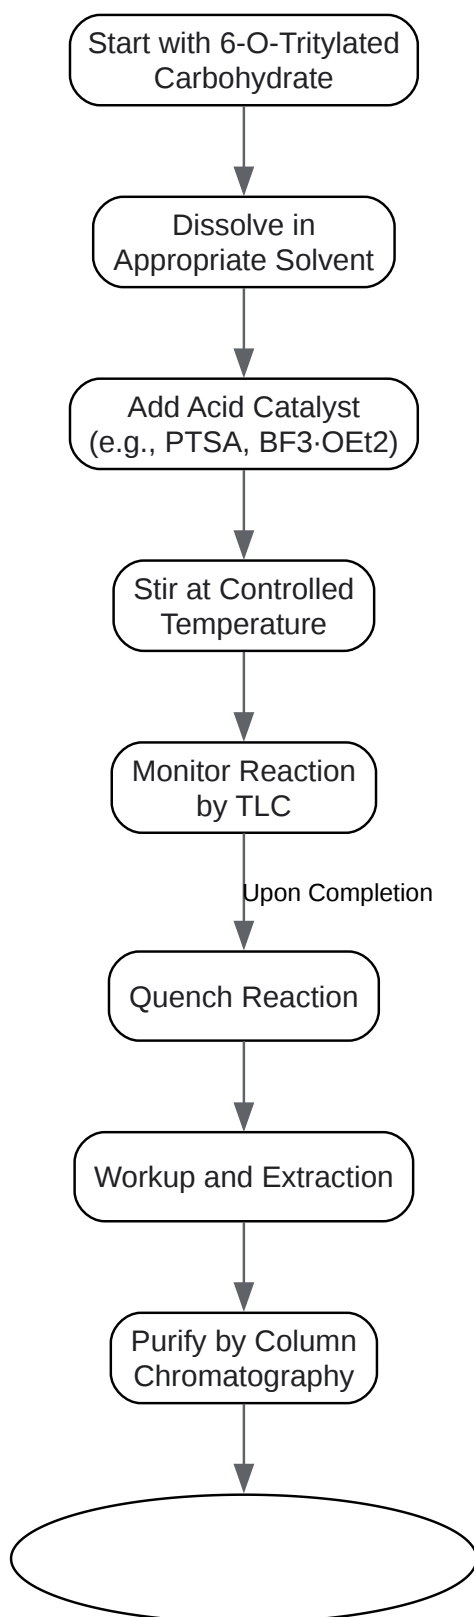 Start with 6-O-Tritylated
Carbohydrate
Dissolve in
Appropriate Solvent
Add Acid Catalyst
(e.g., PTSA, BF3·OEt2)
Stir at Controlled
Temperature
Monitor Reaction
by TLC
Upon Completion
Quench Reaction
Workup and Extraction
Purify by Column
Chromatography